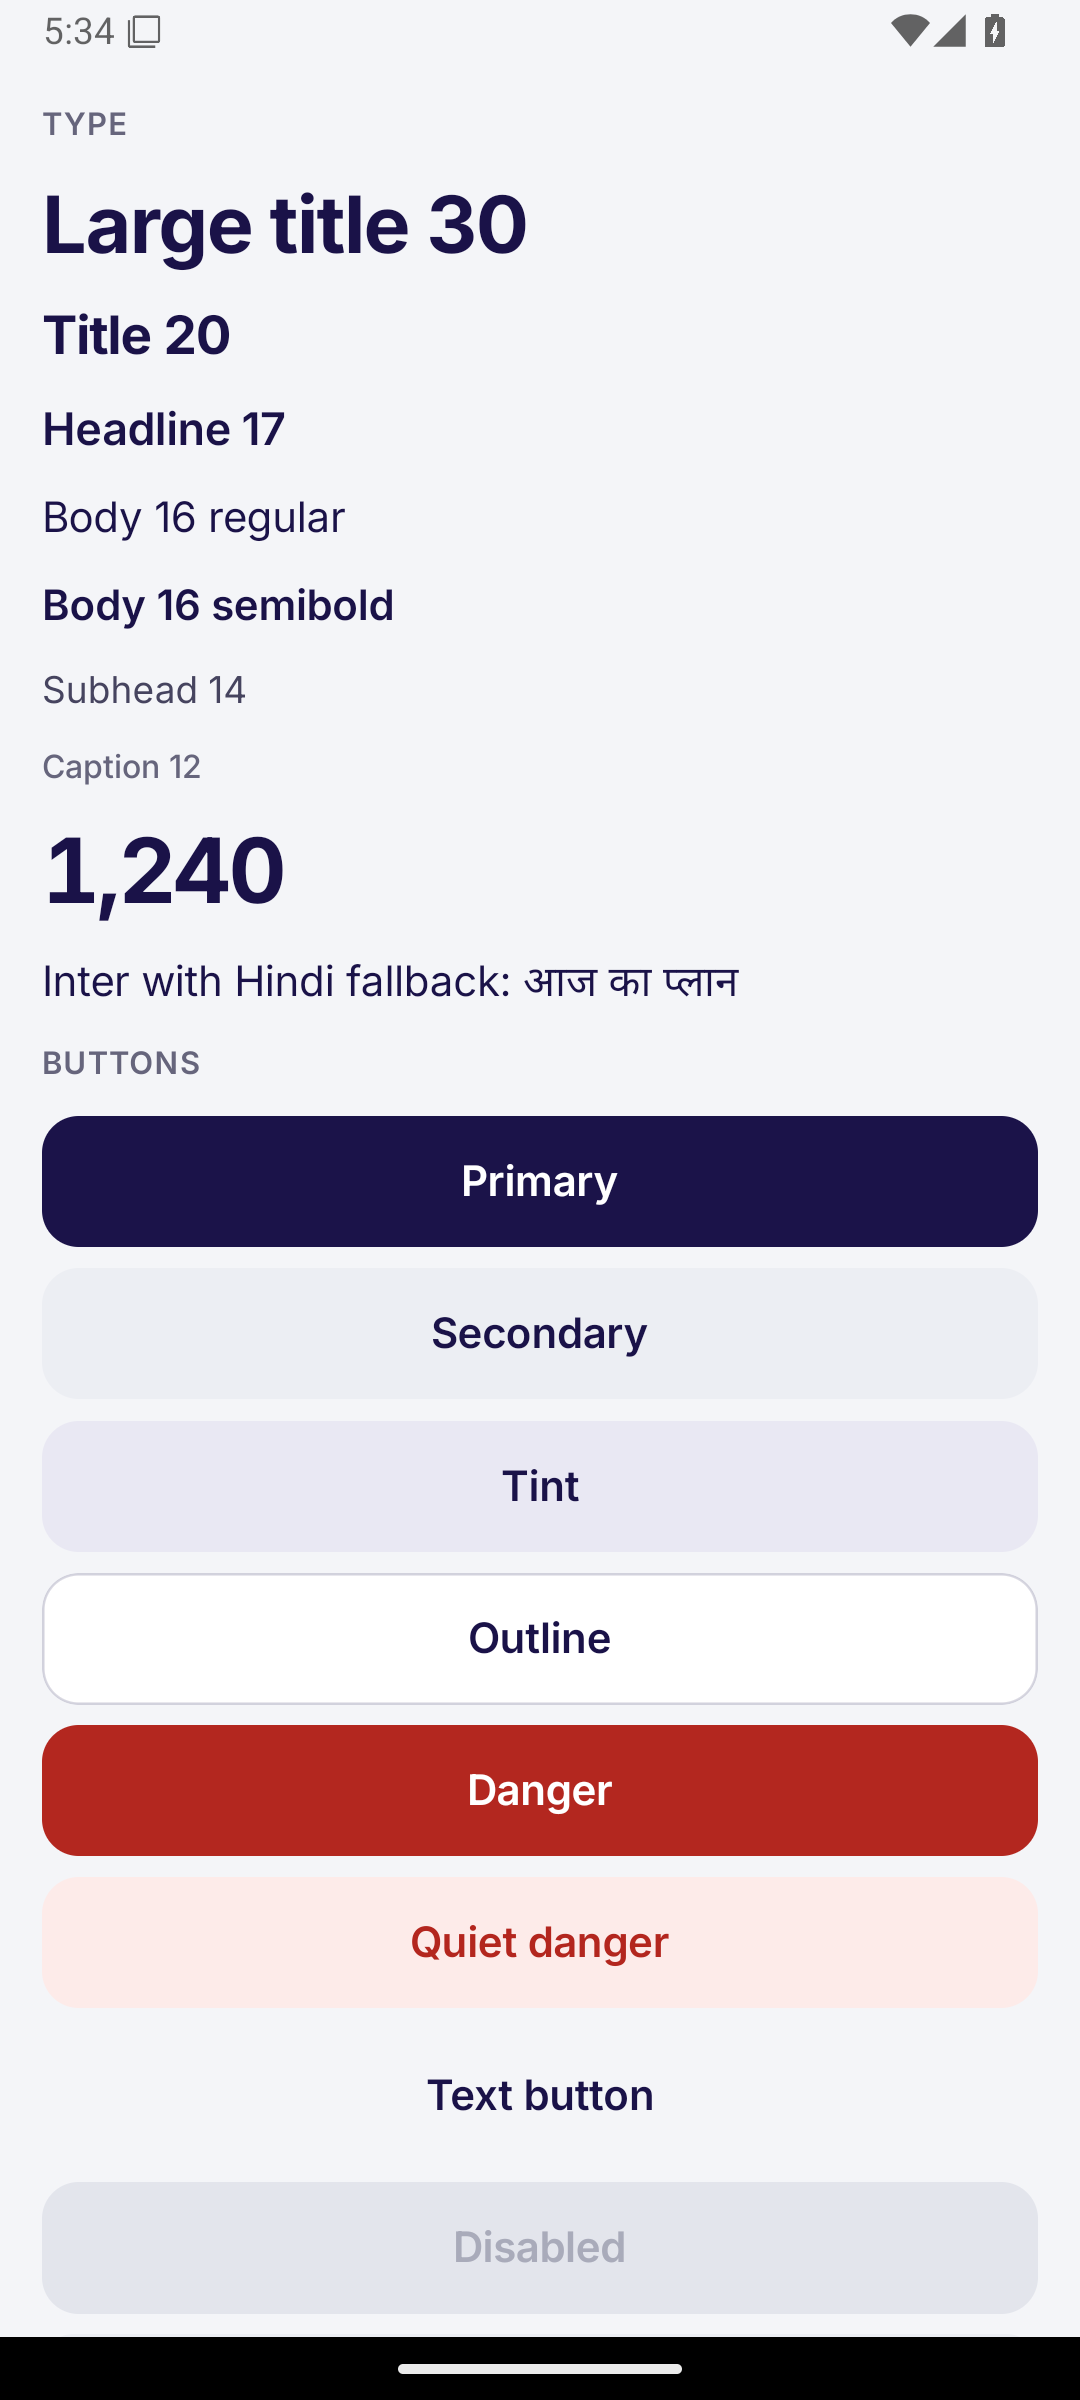 5:34
TYPE
Large title 30
Title 20
Headline 17
Body 16 regular
Body 16 semibold
Subhead 14
Caption 12
1,240
Inter with Hindi fallback: आज का प्लान
BUTTONS
Primary
Secondary
Tint
Outline
Danger
Quiet danger
Text button
Disabled